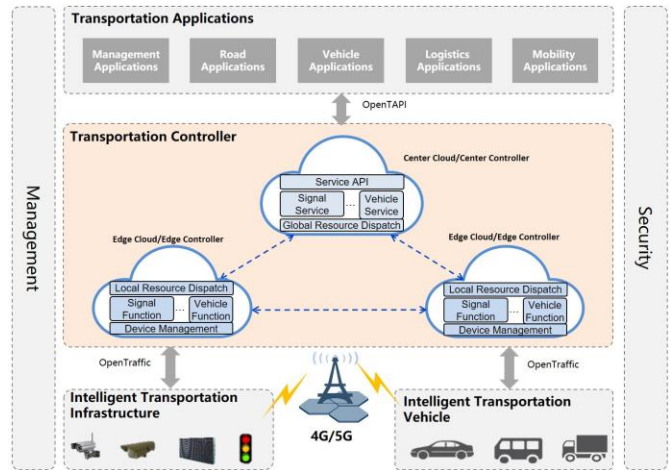 Transportation Applications
Management
Applications
Road
Applications
Vehicle
Applications
Logistics
Applications
Mobility
Applications
OpenTAPI
Management
Security
Transportation Controller
Center Cloud/Center Controller
Service API
Signal
Service
...
Vehicle
Service
Global Resource Dispatch
Edge Cloud/Edge Controller
Local Resource Dispatch
Signal
Function
...
Vehicle
Function
Device Management
Edge Cloud/Edge Controller
Local Resource Dispatch
Signal
Function
...
Vehicle
Function
Device Management
OpenTraffic
OpenTraffic
Intelligent Transportation
Infrastructure
4G/5G
Intelligent Transportation
Vehicle